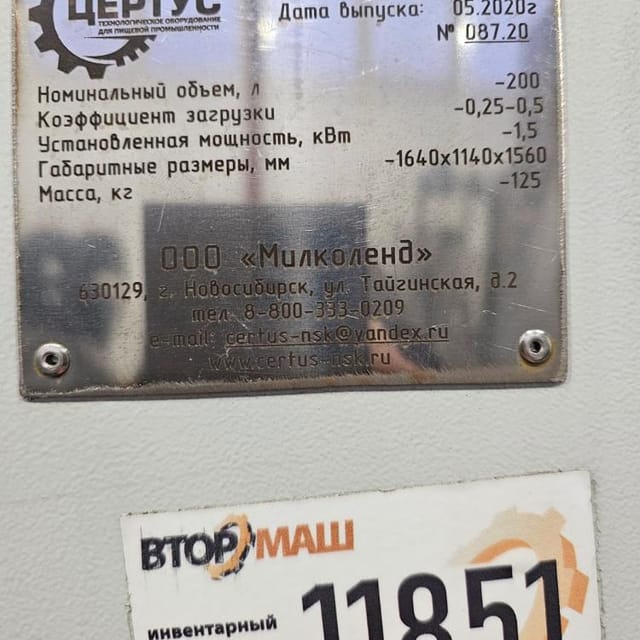 ЦЕРТУС
ТЕХНОЛОГИЧЕСКОЕ ОБОРУДОВАНИЕ
ДЛЯ ПИЩЕВОЙ ПРОМЫШЛЕННОСТИ
Дата выпуска: 05.2020г
№ 087.20
Номинальный объем, л -200
Коэффициент загрузки -0,25-0,5
Установленная мощность, кВт -1,5
Габаритные размеры, мм -1640x1140x1560
Масса, кг -125
ООО «Милколенд»
630129, г. Новосибирск, ул. Тайгинская, д.2
тел. 8-800-333-0209
e-mail: certus-nsk@yandex.ru
www.certus-nsk.ru
ВТОРМАШ
инвентарный 11851